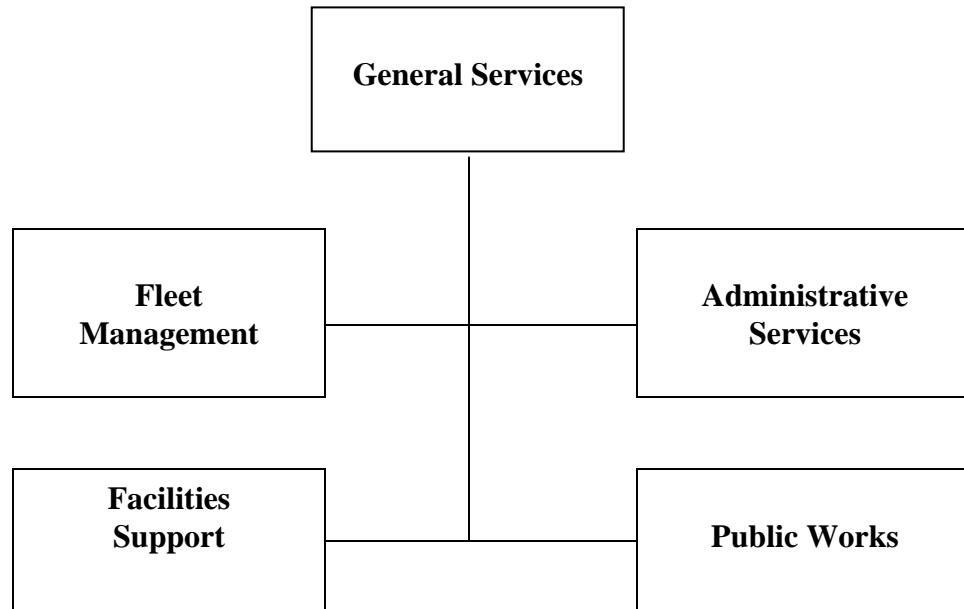 General Services
Fleet
Management
Administrative
Services
Facilities
Support
Public Works